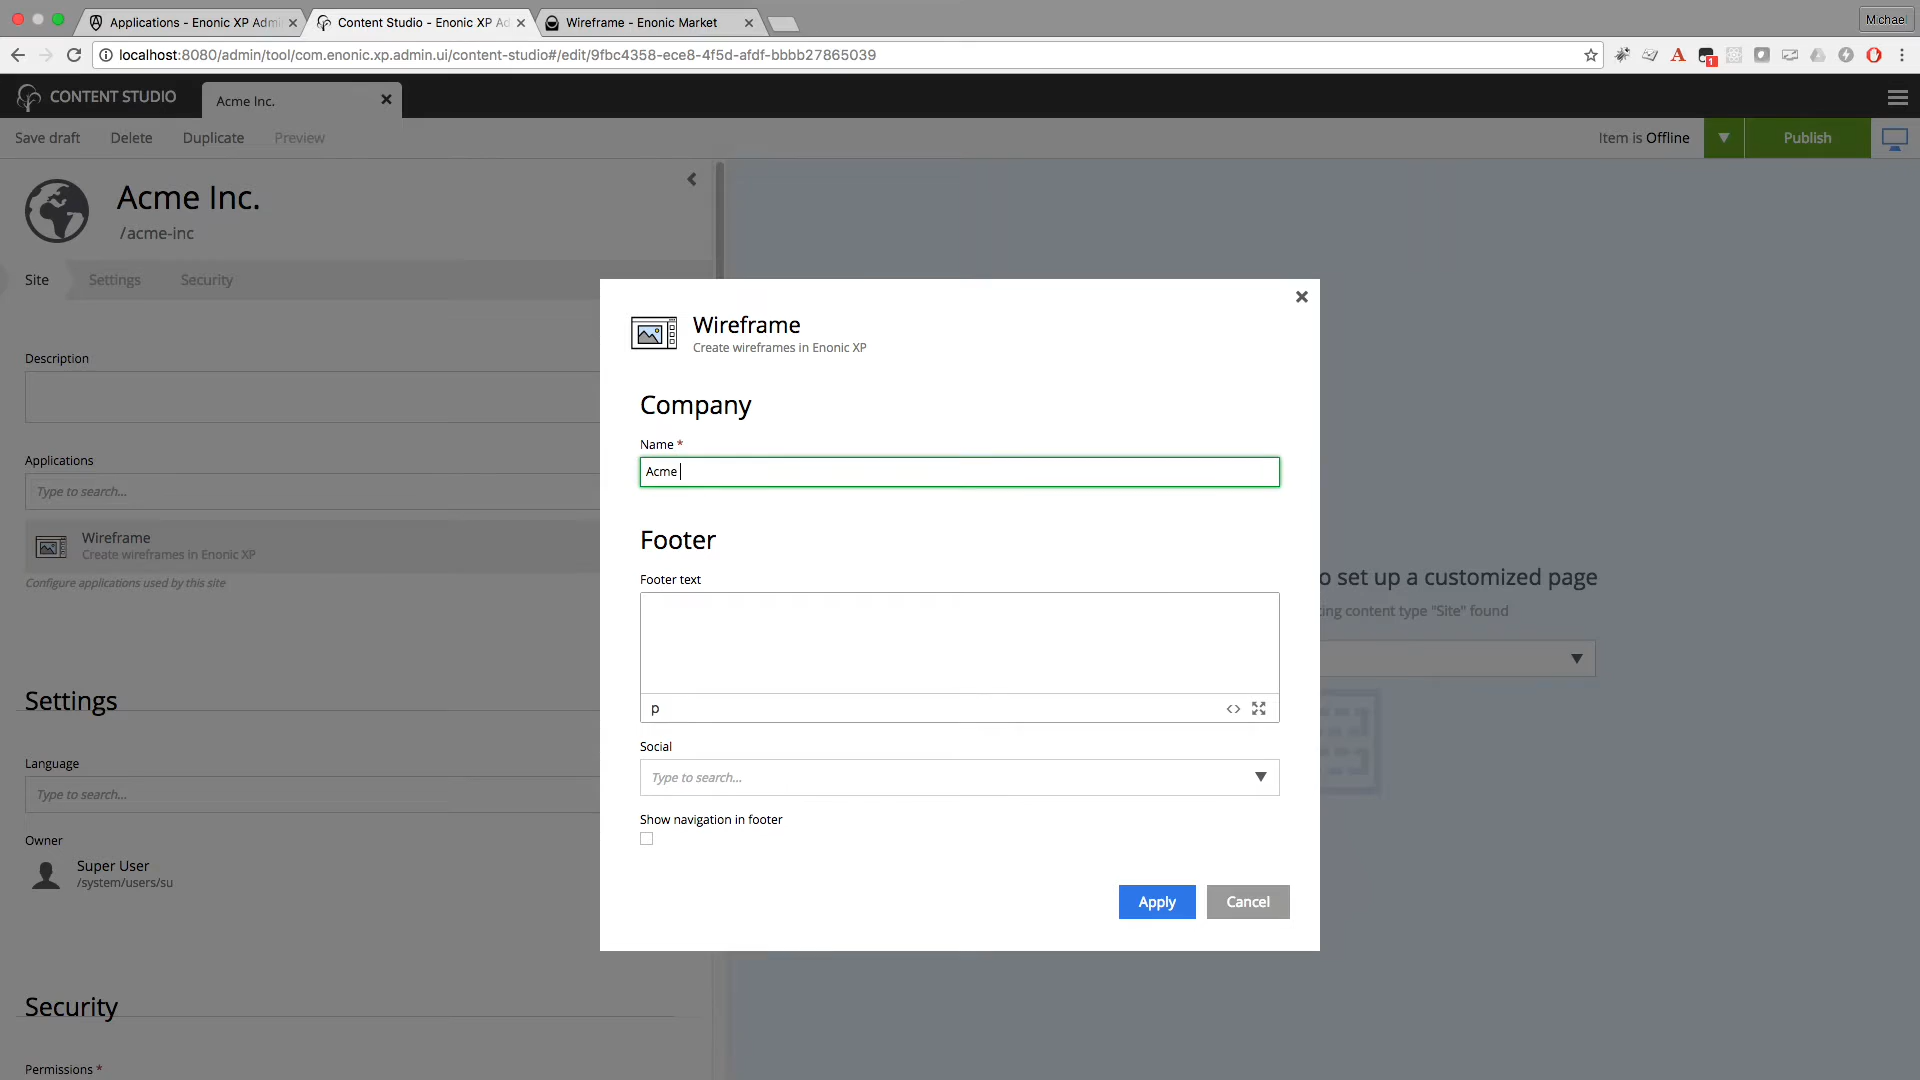 Applications - Enonic XP Admi
Content Studio - Enonic XP Ad
Wireframe - Enonic Market
Michael
localhost:8080/admin/tool/com.enonic.xp.admin.ui/content-studio#/edit/9fbc4358-ece8-4f5d-afdf-bbbb27865039
A
1
CONTENT STUDIO
Acme Inc.
Save draft
Delete
Duplicate
Preview
Item is Offline
Publish
Acme Inc.
/acme-inc
Site
Settings
Security
Description
Applications
Type to search...
Wireframe
Create wireframes in Enonic XP
Configure applications used by this site
Settings
Language
Type to search...
Owner
Super User
/system/users/su
Security
Permissions *
Wireframe
Create wireframes in Enonic XP
Company
Name *
Acme
Footer
Footer text
p
Social
Type to search...
Show navigation in footer
Apply
Cancel
o set up a customized page
ing content type "Site" found